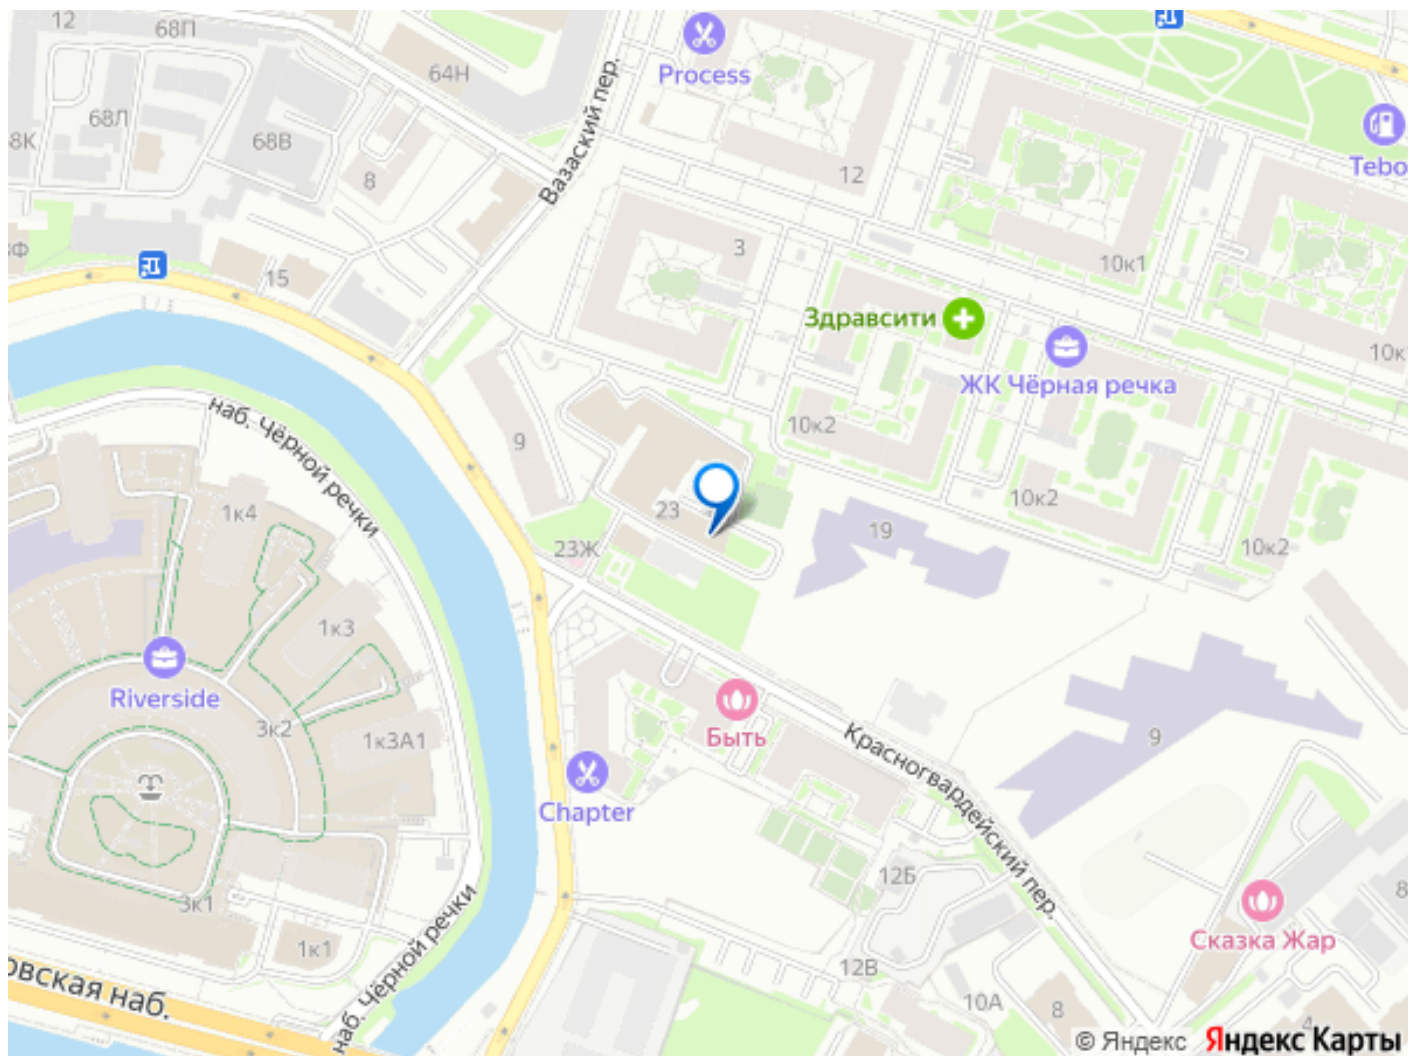 12
68П
64Н
Process
Вазаский пер.
68Л
68В
8
12
Tebo
3
10к1
15
Здравсити
ЖК Чёрная речка
10к
наб. Чёрной речки
9
10к2
10к2
1к4
23
19
23Ж
10к2
1к3
Riverside
3к2
1к3А1
Быть
Красногвардейский пер.
9
Chapter
12Б
3к1
8
наб. Чёрной речки
1к1
Сказка Жар
12В
10А
8
4
овская наб.
© Яндекс Яндекс Карты